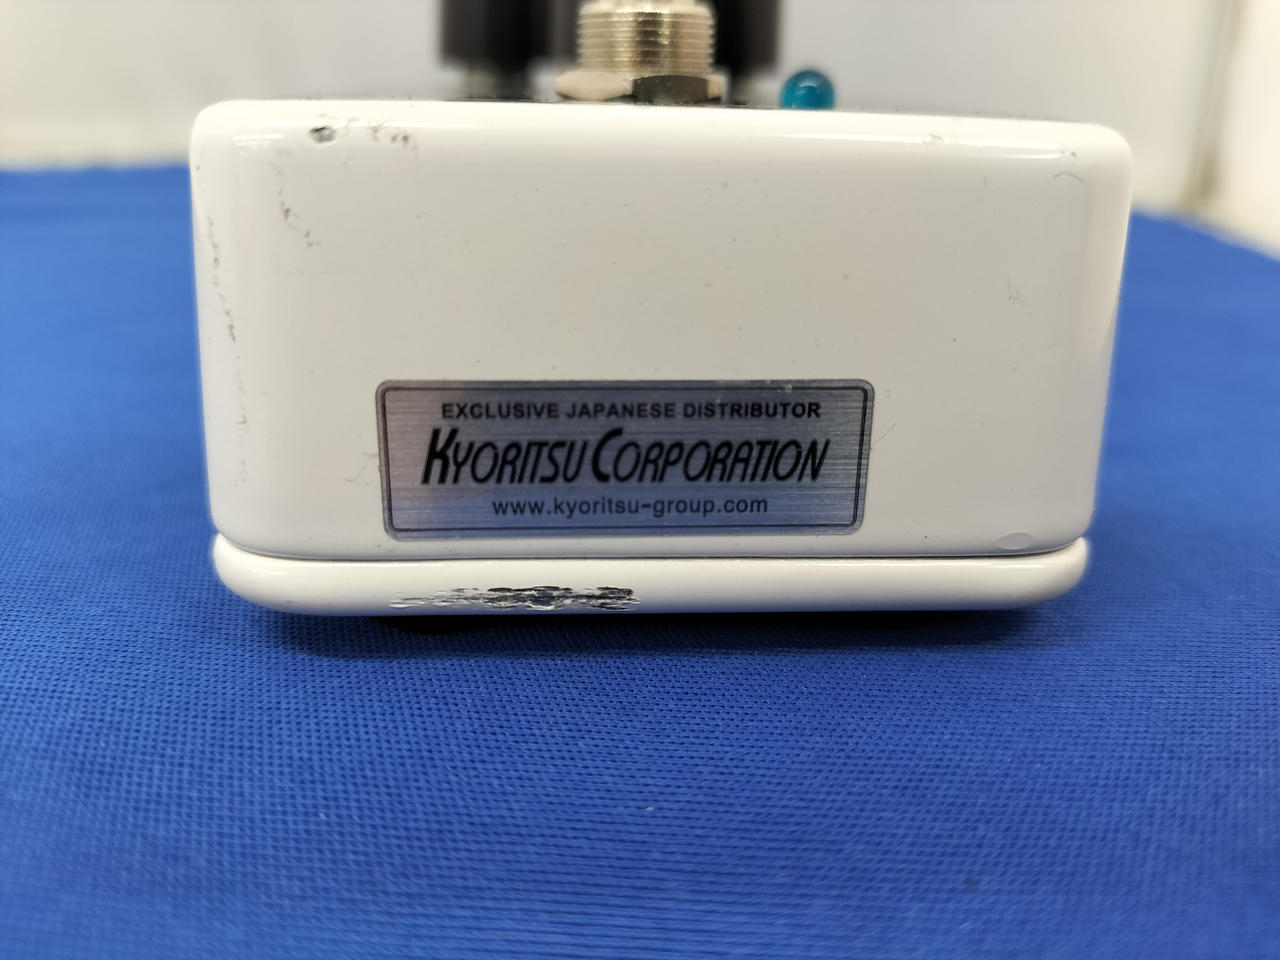 EXCLUSIVE JAPANESE DISTRIBUTOR
KYORITSU CORPORATION
www.kyoritsu-group.com